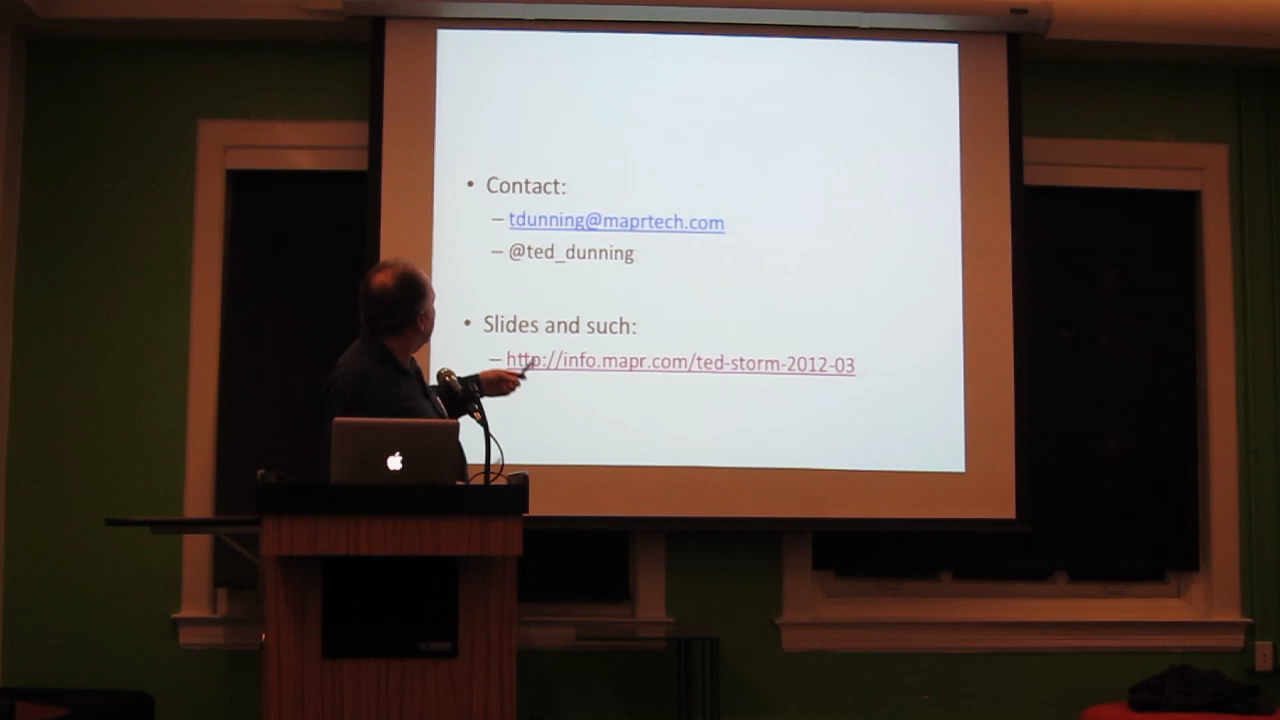 • Contact:
– tdunning@maprtech.com
– @ted_dunning
• Slides and such:
– http://info.mapr.com/ted-storm-2012-03